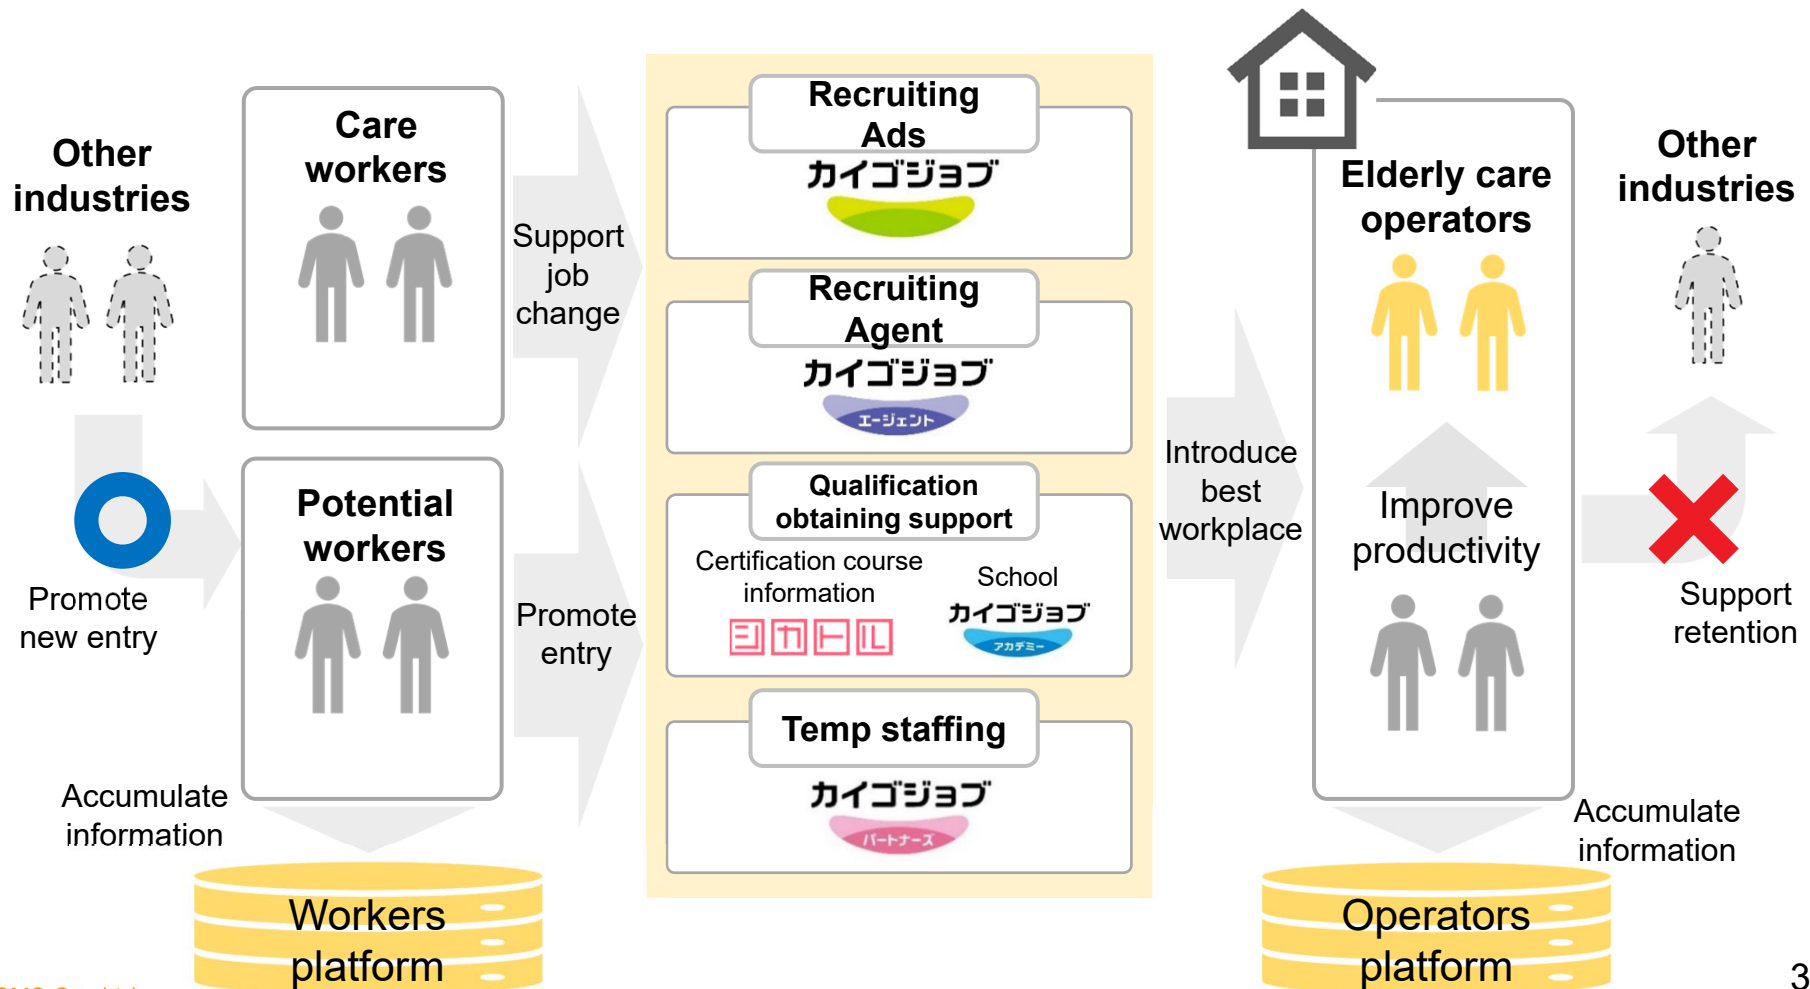 Other
industries
Promote
new entry
Care
workers
Potential
workers
Accumulate
information
Workers
platform
Support
job
change
Promote
entry
Recruiting
Ads
カイゴジョブ
Recruiting
Agent
カイゴジョブ
エージェント
Qualification
obtaining support
Certification course
information
シカトル
School
カイゴジョブ
アカデミー
Temp staffing
カイゴジョブ
パートナーズ
Introduce
best
workplace
Elderly care
operators
Improve
productivity
Other
industries
Support
retention
Accumulate
information
Operators
platform
3